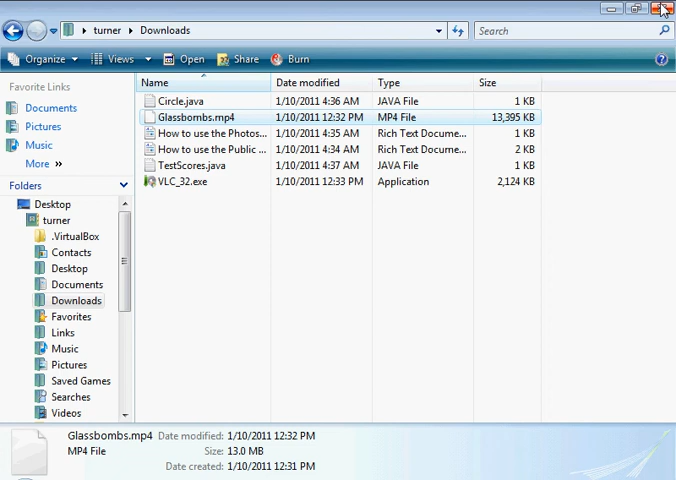 turner ▸ Downloads
Search
Organize Views Open Share Burn
Favorite Links
Documents
Pictures
Music
More »
Folders
Desktop
turner
.VirtualBox
Contacts
Desktop
Documents
Downloads
Favorites
Links
Music
Pictures
Saved Games
Searches
Videos
Name Date modified Type Size
Circle.java 1/10/2011 4:36 AM JAVA File 1 KB
Glassbombs.mp4 1/10/2011 12:32 PM MP4 File 13,395 KB
How to use the Photos... 1/10/2011 4:35 AM Rich Text Docume... 1 KB
How to use the Public ... 1/10/2011 4:34 AM Rich Text Docume... 2 KB
TestScores.java 1/10/2011 4:37 AM JAVA File 1 KB
VLC_32.exe 1/10/2011 12:33 PM Application 2,124 KB
Glassbombs.mp4 Date modified: 1/10/2011 12:32 PM
MP4 File Size: 13.0 MB
Date created: 1/10/2011 12:31 PM